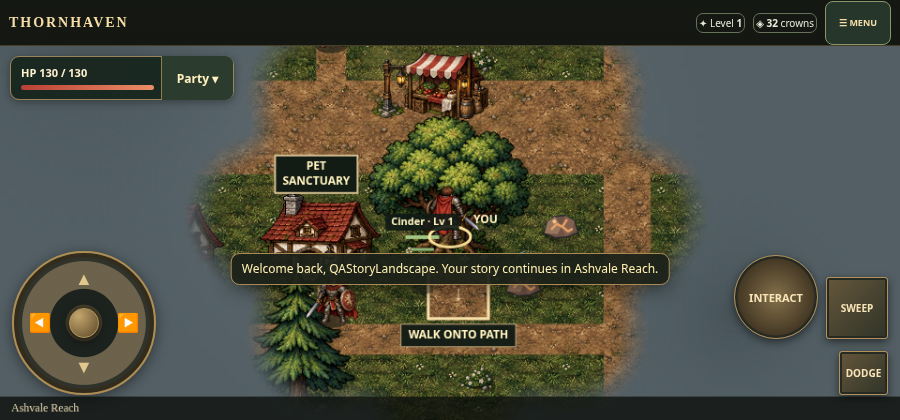 THORNHAVEN
✦ Level 1
◈ 32 crowns
☰ MENU
HP 130 / 130
Party ▾
PET
SANCTUARY
Cinder · Lv 1
YOU
Welcome back, QAStoryLandscape. Your story continues in Ashvale Reach.
INTERACT
SWEEP
WALK ONTO PATH
DODGE
Ashvale Reach